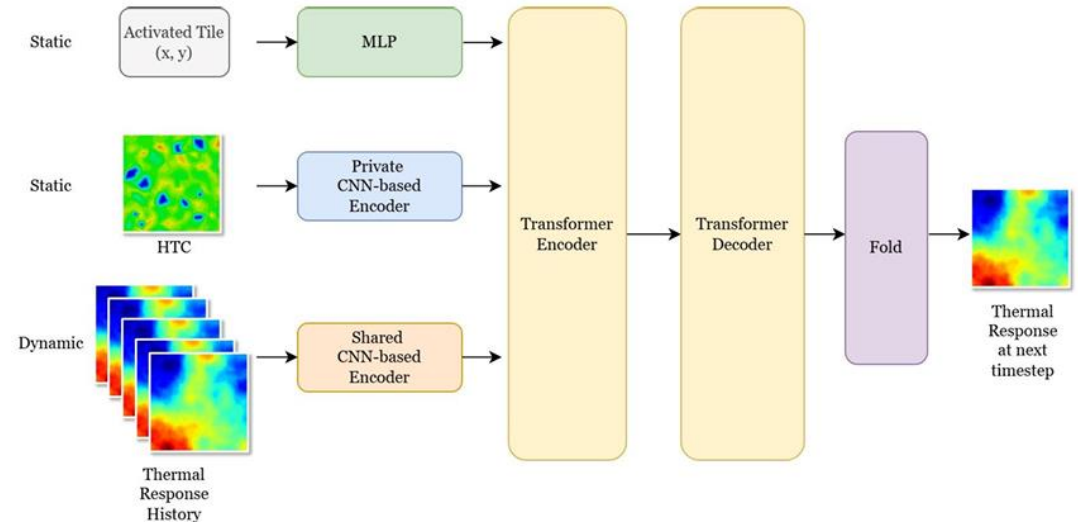 Static
Activated Tile
(x, y)
MLP
Static
HTC
Private
CNN-based
Encoder
Dynamic
Thermal
Response
History
Shared
CNN-based
Encoder
Transformer
Encoder
Transformer
Decoder
Fold
Thermal
Response
at next
timestep